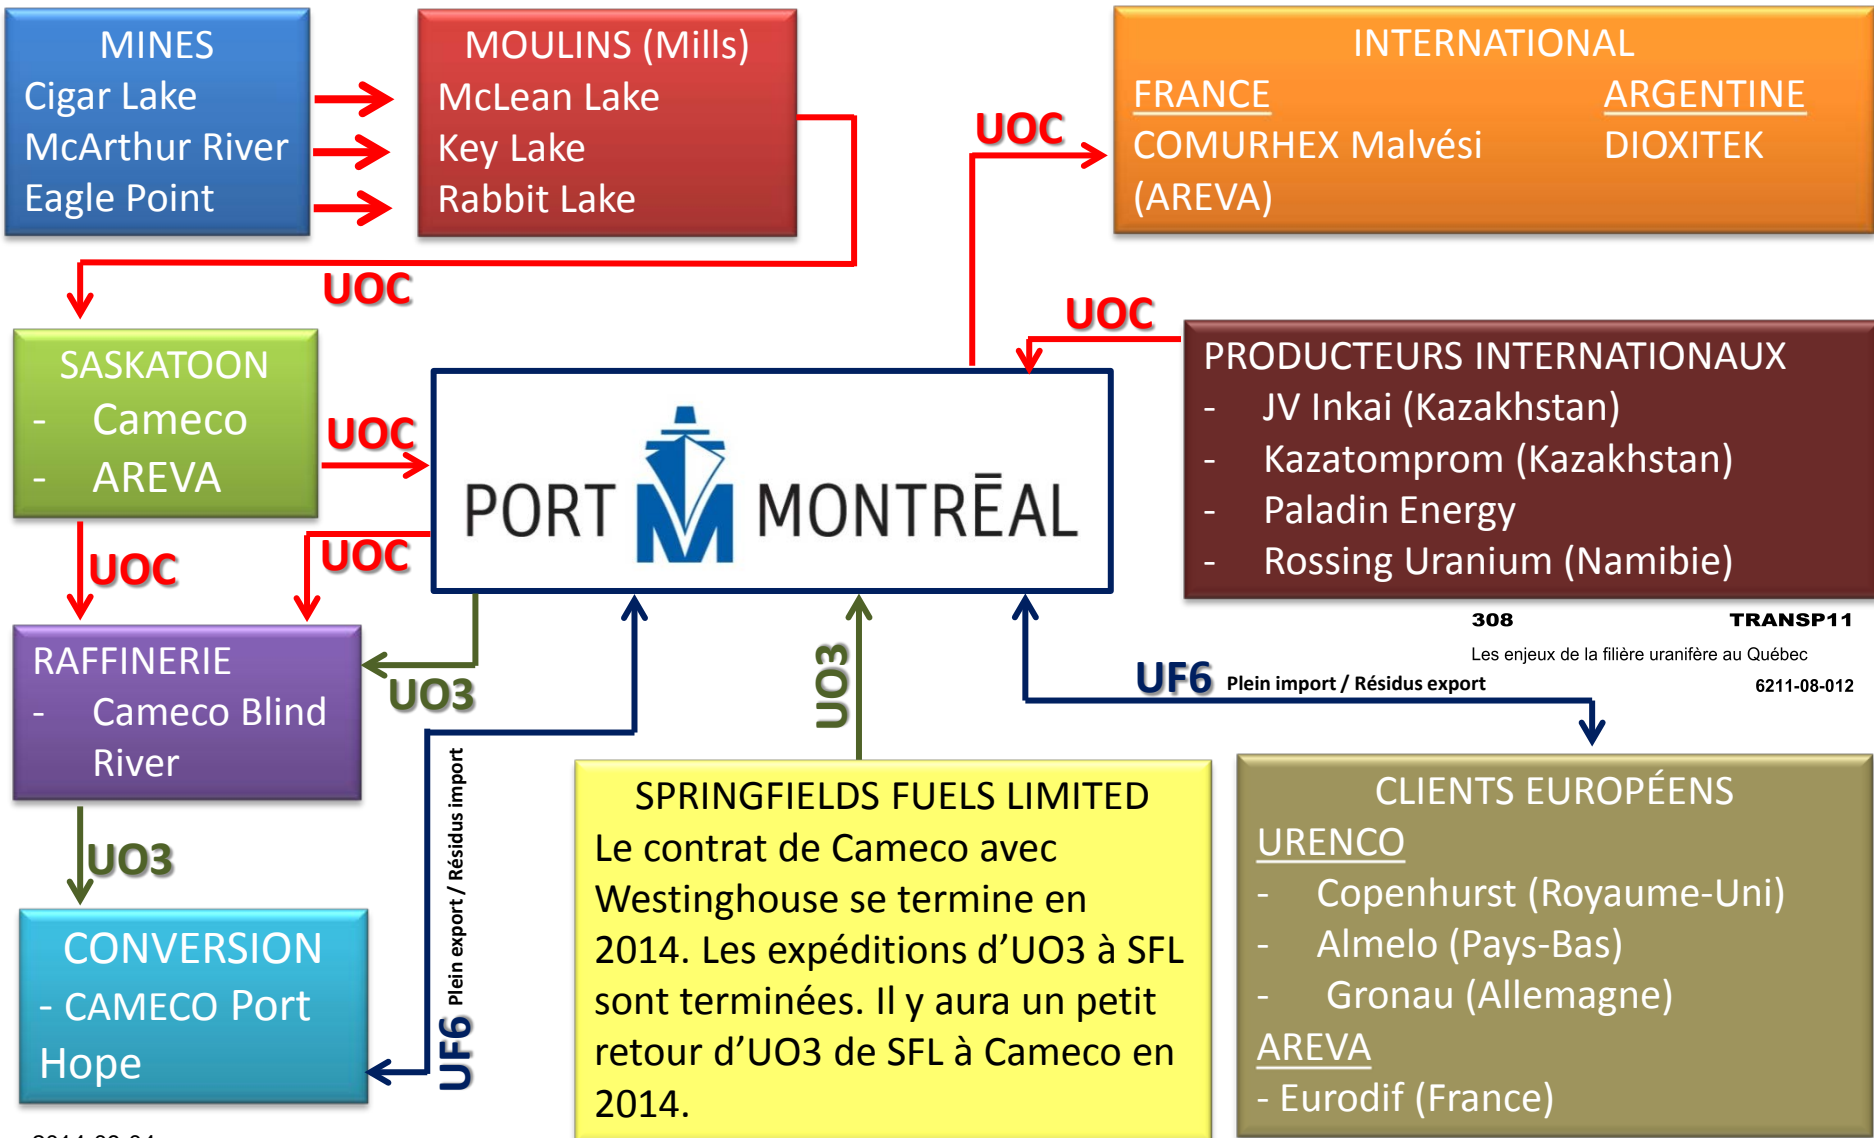 MINES
Cigar Lake
McArthur River
Eagle Point
MOULINS (Mills)
McLean Lake
Key Lake
Rabbit Lake
INTERNATIONAL
FRANCE
COMURHEX Malvési
(AREVA)
ARGENTINE
DIOXITEK
UOC
UOC
UOC
SASKATOON
- Cameco
- AREVA
UOC
PORT MONTRĒAL
PRODUCTEURS INTERNATIONAUX
- JV Inkai (Kazakhstan)
- Kazatomprom (Kazakhstan)
- Paladin Energy
- Rossing Uranium (Namibie)
UOC
UOC
308 TRANSP11
Les enjeux de la filière uranifère au Québec
6211-08-012
RAFFINERIE
- Cameco Blind
River
UO3
UO3
UF6 Plein import / Résidus export
UO3
UF6 Plein export / Résidus import
CONVERSION
- CAMECO Port
Hope
SPRINGFIELDS FUELS LIMITED
Le contrat de Cameco avec
Westinghouse se termine en
2014. Les expéditions d’UO3 à SFL
sont terminées. Il y aura un petit
retour d’UO3 de SFL à Cameco en
2014.
CLIENTS EUROPÉENS
URENCO
- Copenhurst (Royaume-Uni)
- Almelo (Pays-Bas)
- Gronau (Allemagne)
AREVA
- Eurodif (France)